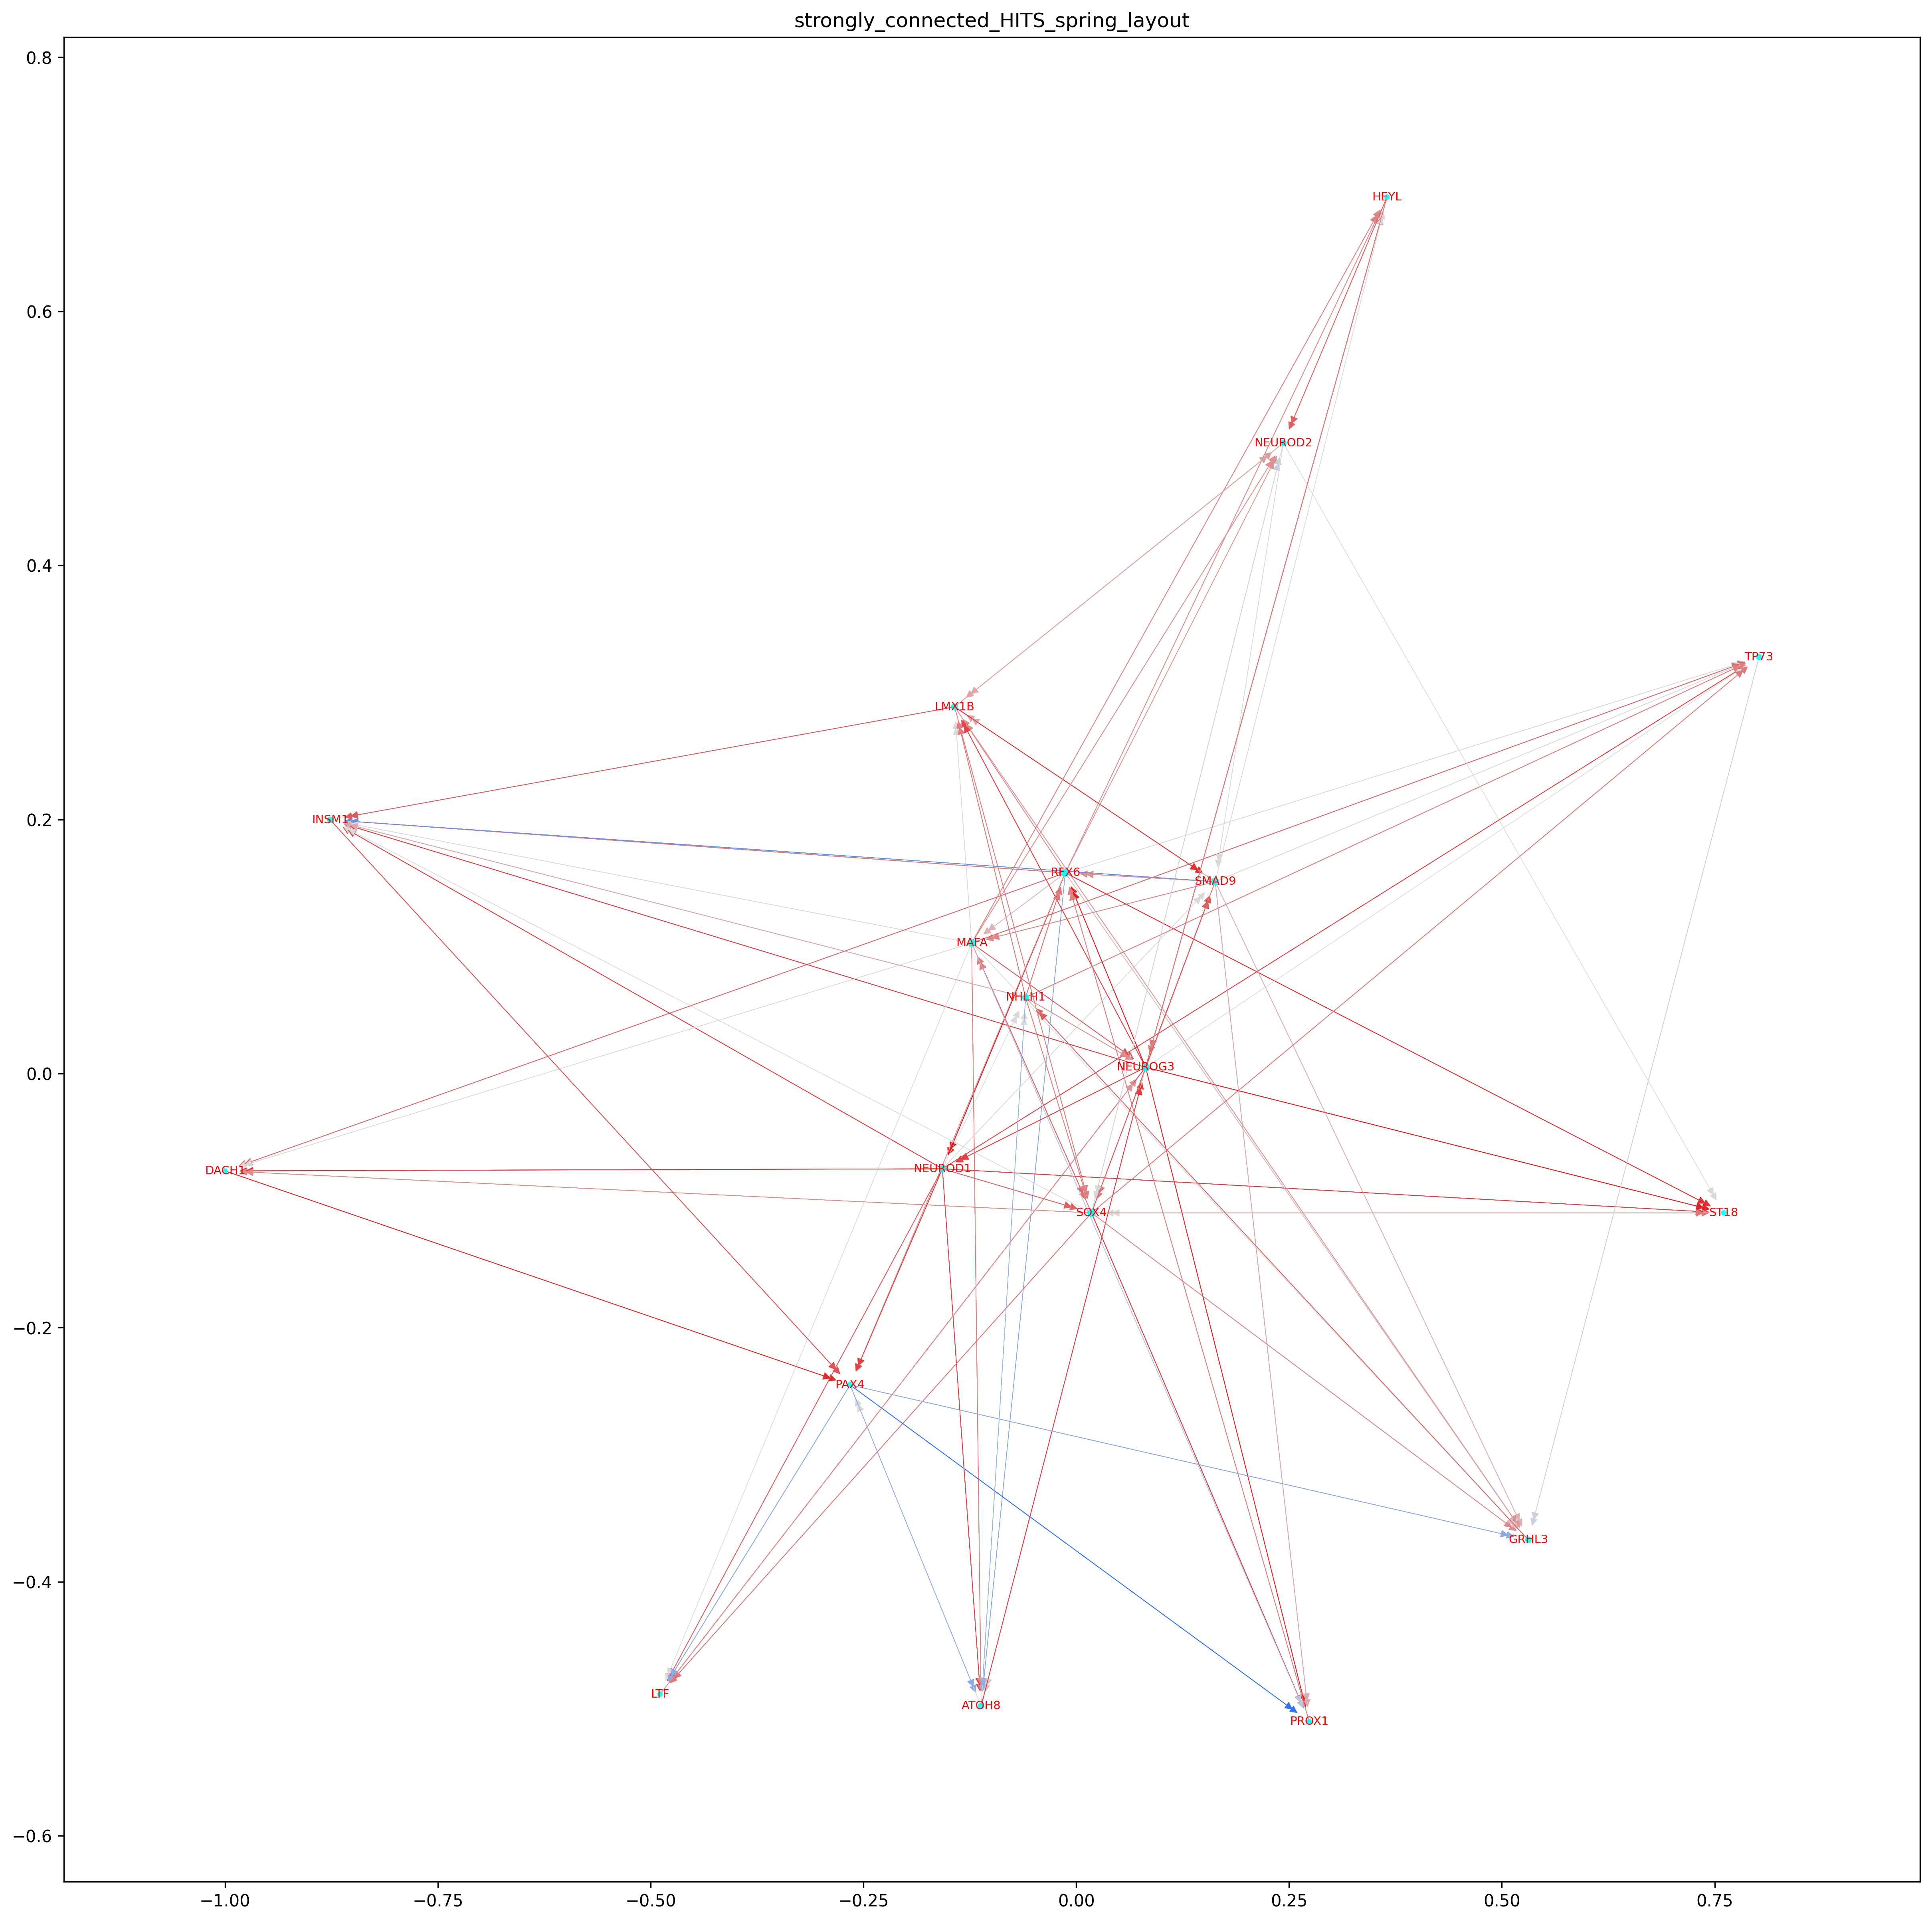 strongly_connected_HITS_spring_layout
0.8
HEYL
0.6
NEUROD2
0.4
TP73
LMX1B
0.2
INSM1
RFX6
SMAD9
MAFA
NHLH1
0.0
NEUROG3
DACH1
NEUROD1
SOX4
ST18
−0.2
PAX4
GRHL3
−0.4
LTF
ATOH8
PROX1
−0.6
−1.00 −0.75 −0.50 −0.25 0.00 0.25 0.50 0.75